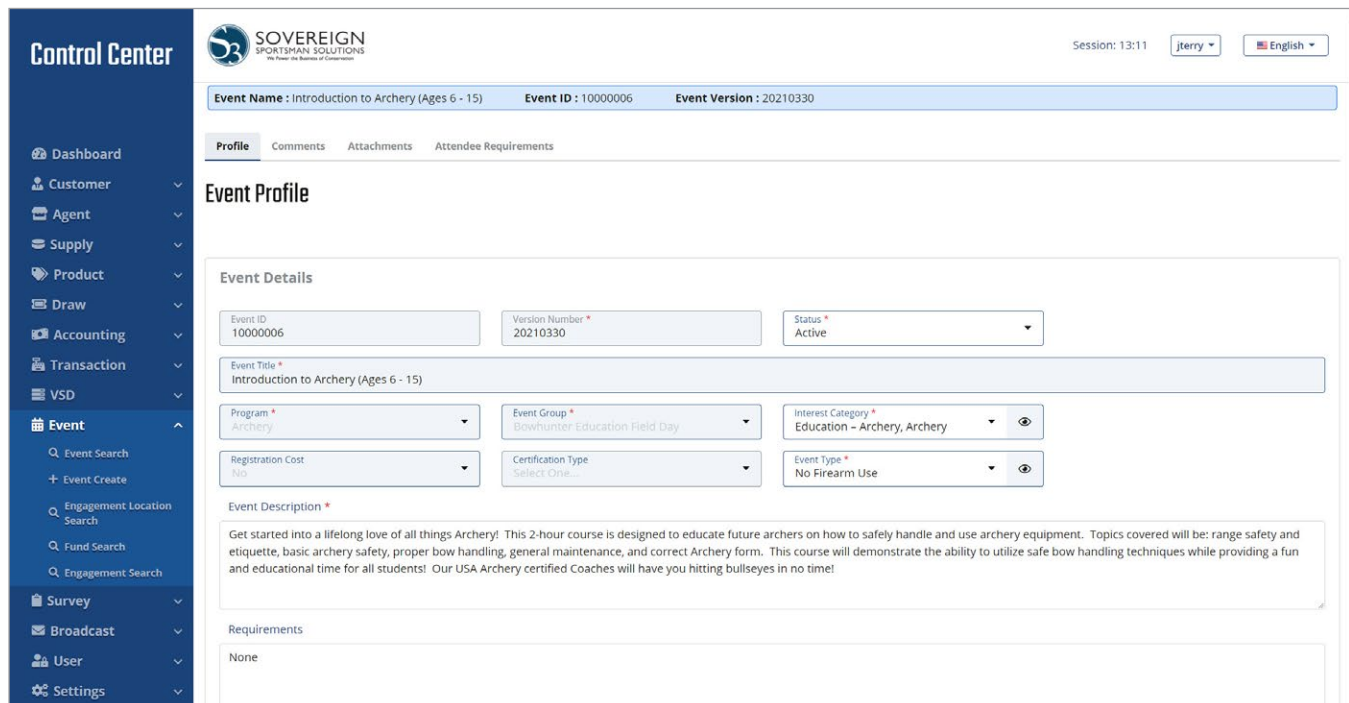 Control Center
SOVEREIGN
SPORTSMAN SOLUTIONS
We Power the Business of Conservation
Session: 13:11
jterry
English
Event Name : Introduction to Archery (Ages 6 - 15) Event ID : 10000006 Event Version : 20210330
Dashboard
Customer
Agent
Supply
Product
Draw
Accounting
Transaction
VSD
Event
Event Search
Event Create
Engagement Location
Search
Fund Search
Engagement Search
Survey
Broadcast
User
Settings
Profile Comments Attachments Attendee Requirements
Event Profile
Event Details
Event ID
10000006
Version Number *
20210330
Status *
Active
Event Title *
Introduction to Archery (Ages 6 - 15)
Program *
Archery
Event Group *
Bowhunter Education Field Day
Interest Category *
Education – Archery, Archery
Registration Cost
No
Certification Type
Select One...
Event Type *
No Firearm Use
Event Description *
Get started into a lifelong love of all things Archery! This 2-hour course is designed to educate future archers on how to safely handle and use archery equipment. Topics covered will be: range safety and
etiquette, basic archery safety, proper bow handling, general maintenance, and correct Archery form. This course will demonstrate the ability to utilize safe bow handling techniques while providing a fun
and educational time for all students! Our USA Archery certified Coaches will have you hitting bullseyes in no time!
Requirements
None